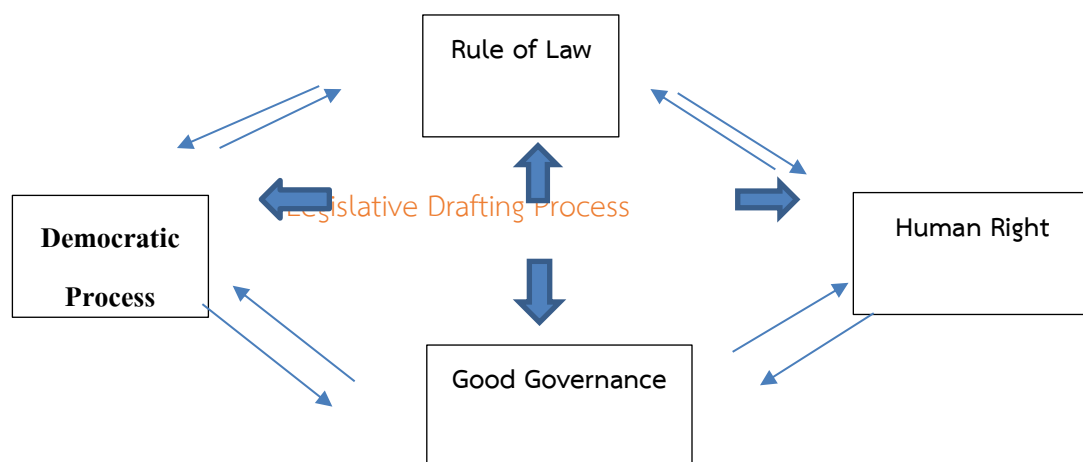 Rule of Law
Legislative Drafting Process
Democratic
Process
Human Right
Good Governance